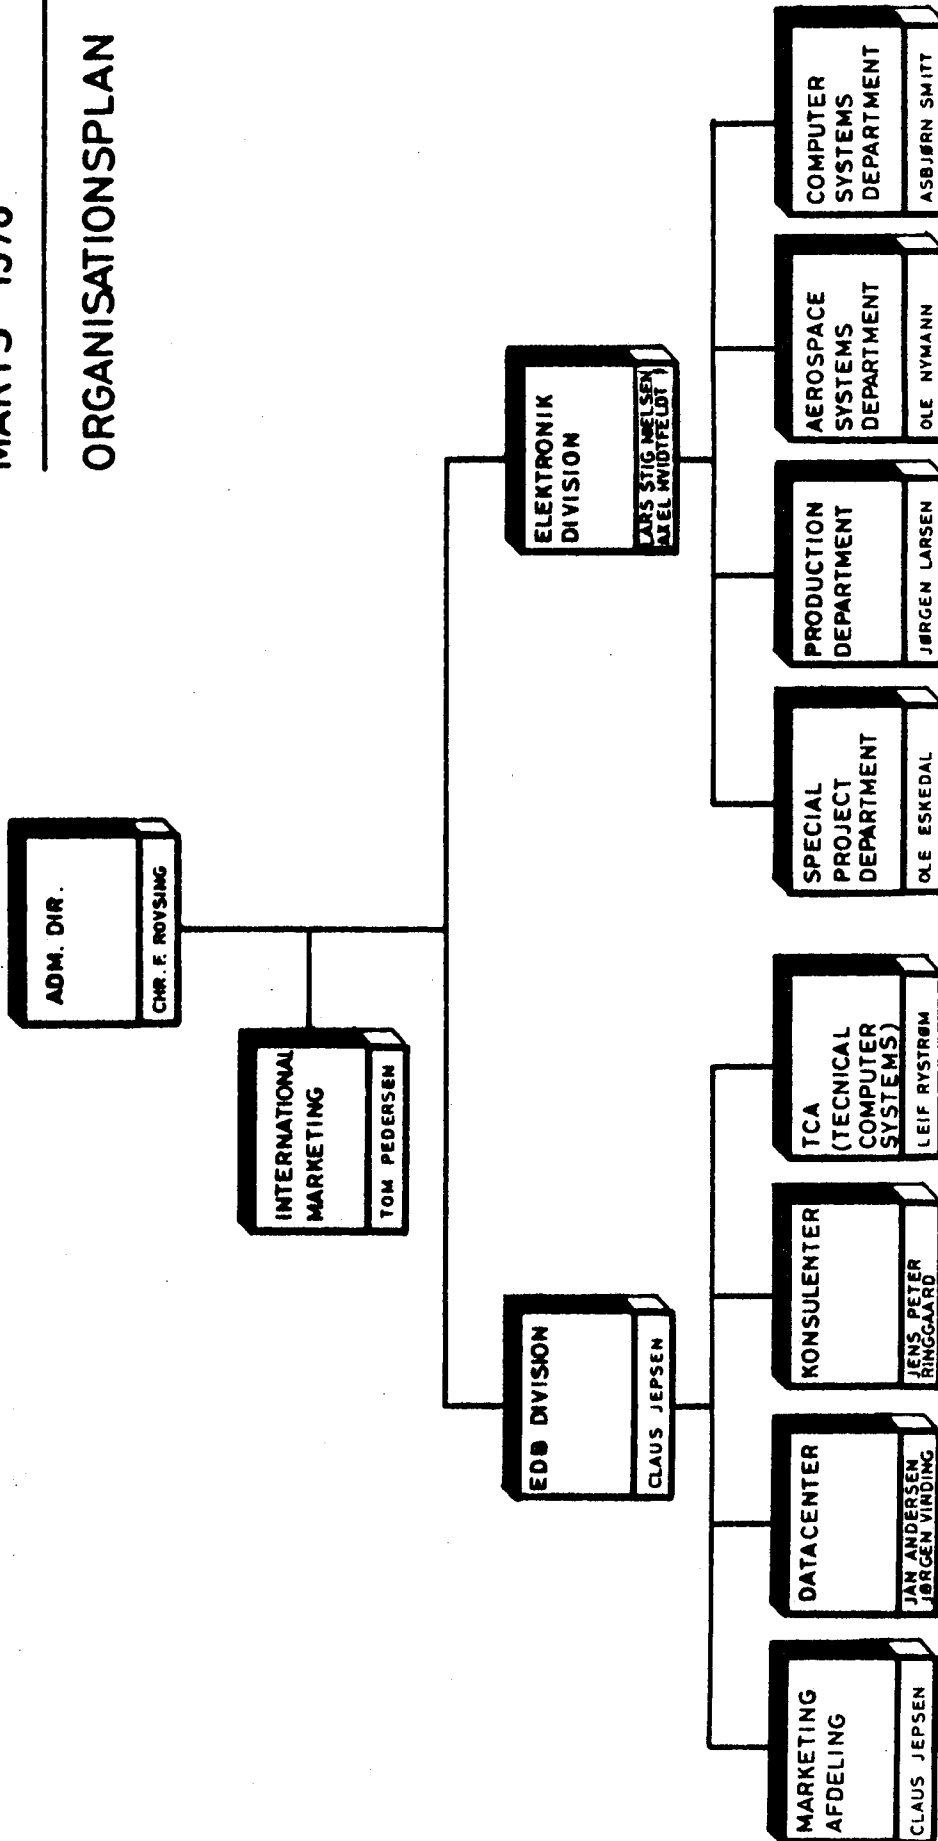 MARTS 1978
ORGANISATIONSPLAN
ADM. DIR.
CHR. F. ROVSING
INTERNATIONAL
MARKETING
TOM PEDERSEN
EDB DIVISION
CLAUS JEPSEN
ELEKTRONIK
DIVISION
LARS STIG NIELSEN
AXEL HVIDTFELDT )
MARKETING
AFDELING
CLAUS JEPSEN
DATACENTER
JAN ANDERSEN
JØRGEN VINDING
KONSULENTER
JENS PETER
RINGGAARD
TCA
(TECNICAL
COMPUTER
SYSTEMS)
LEIF RYSTRØM
SPECIAL
PROJECT
DEPARTMENT
OLE ESKEDAL
PRODUCTION
DEPARTMENT
JØRGEN LARSEN
AEROSPACE
SYSTEMS
DEPARTMENT
OLE NYMANN
COMPUTER
SYSTEMS
DEPARTMENT
ASBJØRN SMITT